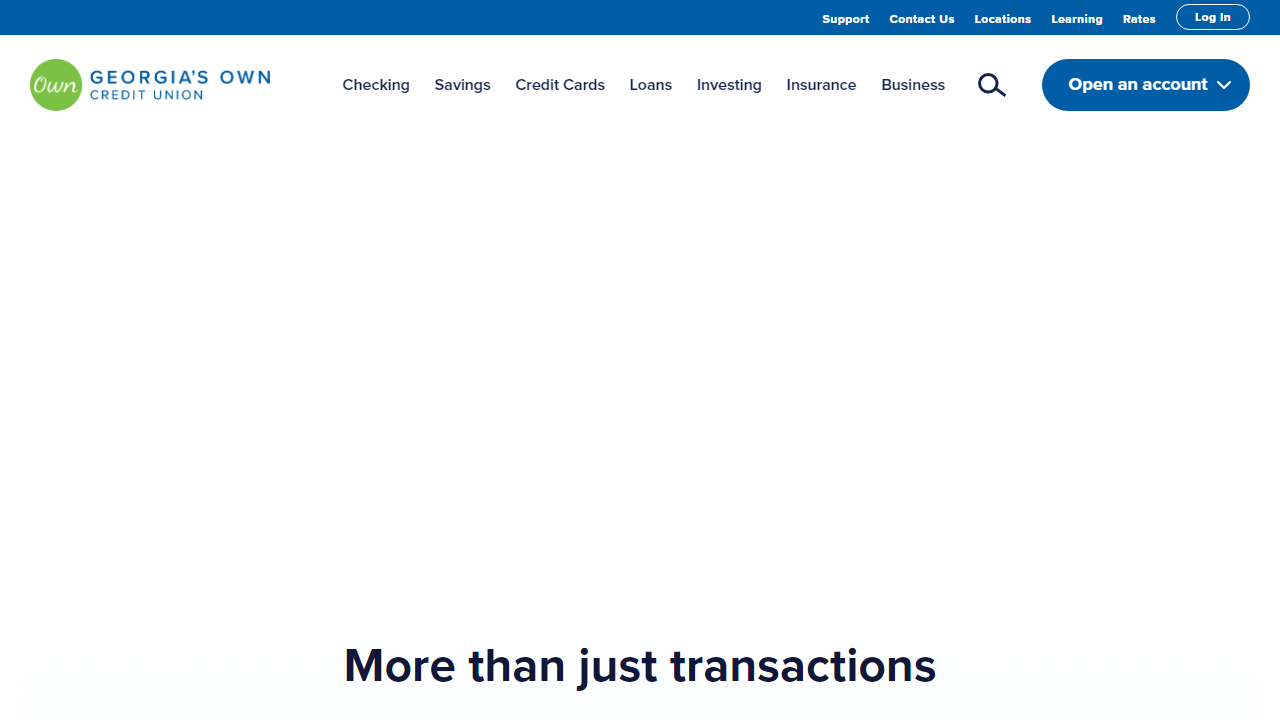 Support Contact Us Locations Learning Rates Log In
Own GEORGIA'S OWN
CREDIT UNION
Checking Savings Credit Cards Loans Investing Insurance Business Open an account
More than just transactions